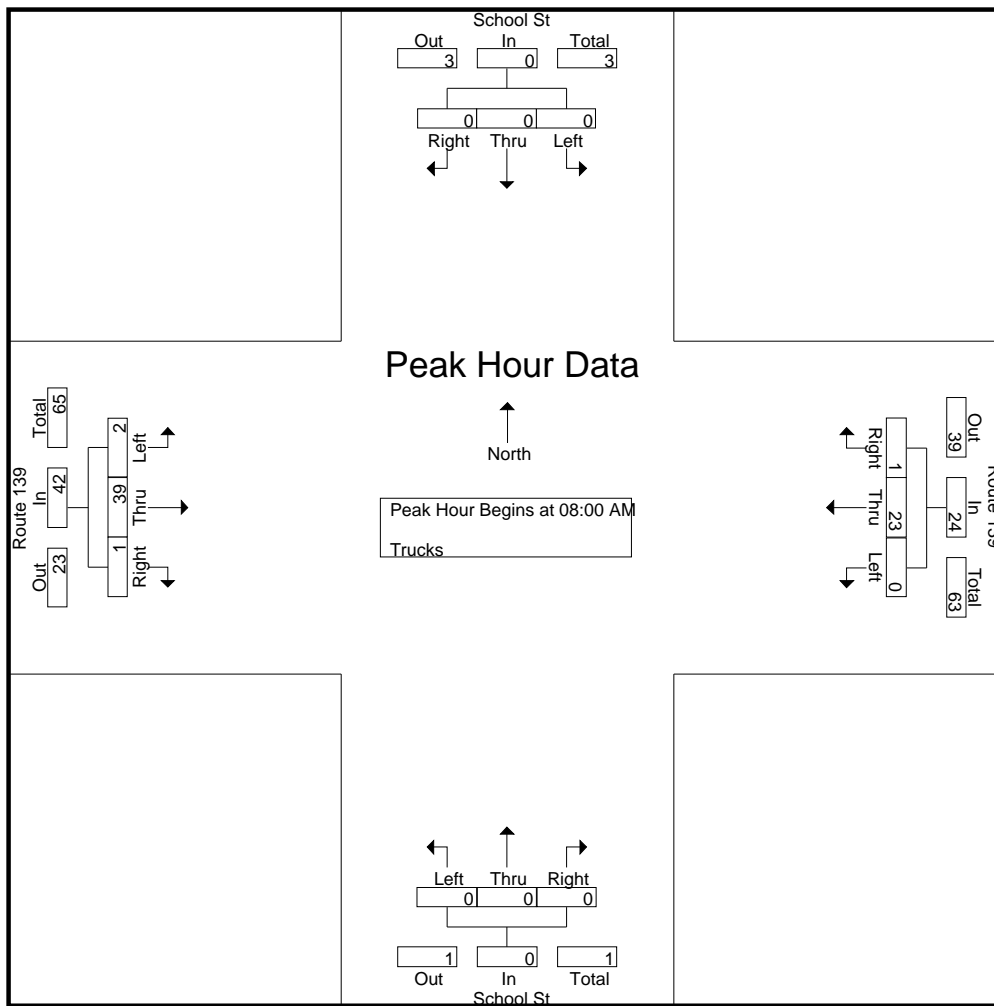 School St
Out In Total
3 0 3
0 0 0
Right Thru Left
Peak Hour Data
North
Peak Hour Begins at 08:00 AM
Trucks
Route 139
Out In Total
23 42 65
Left Thru Right
2 39 1
Route 139
Out In Total
39 24 63
Right Thru Left
1 23 0
Left Thru Right
0 0 0
1 0 1
Out In Total
School St